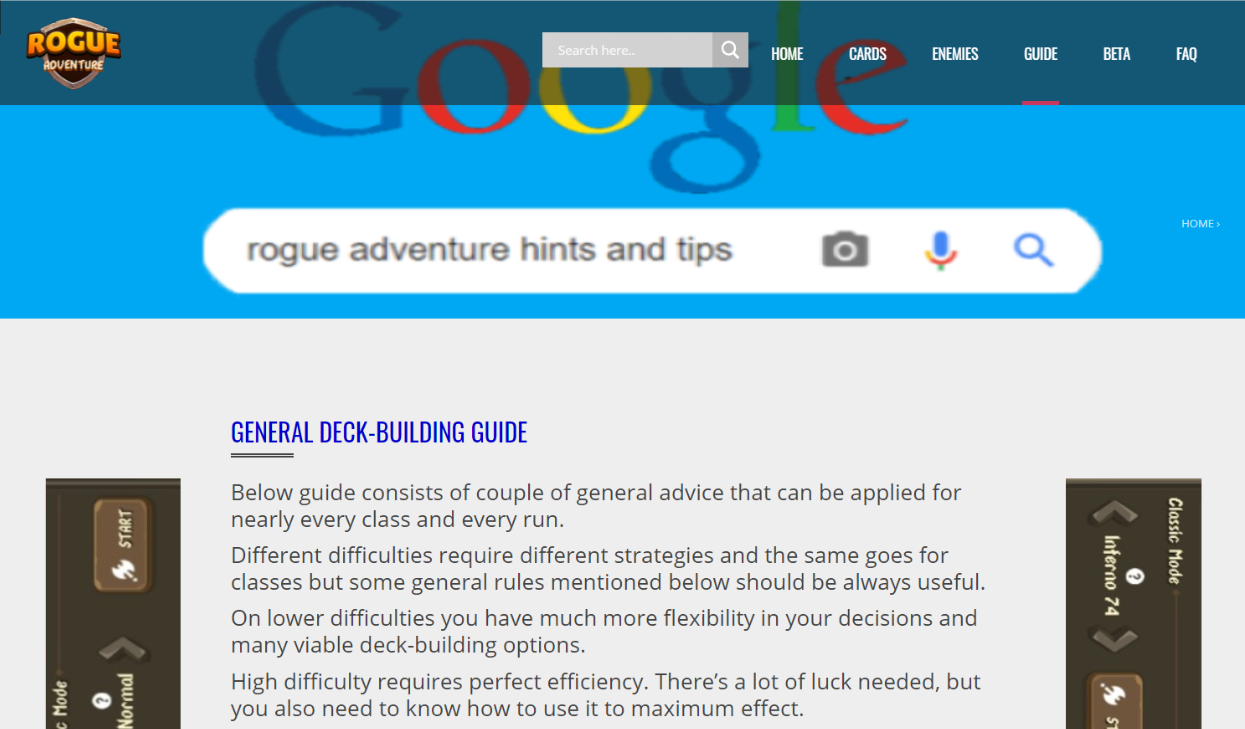 ROGUE
ADVENTURE
Search here..
HOME
CARDS
ENEMIES
GUIDE
BETA
FAQ
Google
rogue adventure hints and tips
HOME ›
GENERAL DECK-BUILDING GUIDE
Below guide consists of couple of general advice that can be applied for
nearly every class and every run.
Different difficulties require different strategies and the same goes for
classes but some general rules mentioned below should be always useful.
On lower difficulties you have much more flexibility in your decisions and
many viable deck-building options.
High difficulty requires perfect efficiency. There's a lot of luck needed, but
you also need to know how to use it to maximum effect.
START
?
Normal
c Mode
Classic Mode
?
Inferno 74
ST